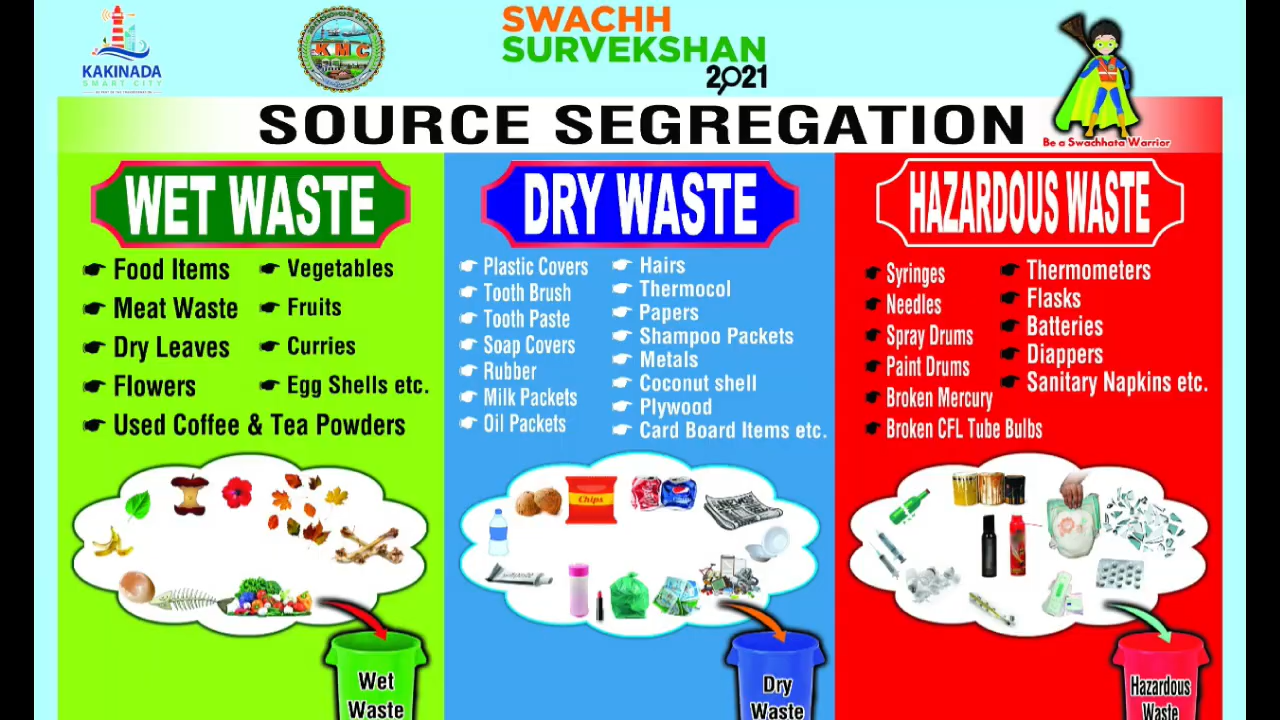 KAKINADA
SMART CITY
KMC
SWACHH
SURVEKSHAN
2021
SOURCE SEGREGATION
Be a Swachhata Warrior
WET WASTE
Food Items
Meat Waste
Dry Leaves
Flowers
Used Coffee & Tea Powders
Vegetables
Fruits
Curries
Egg Shells etc.
DRY WASTE
Plastic Covers
Tooth Brush
Tooth Paste
Soap Covers
Rubber
Milk Packets
Oil Packets
Hairs
Thermocol
Papers
Shampoo Packets
Metals
Coconut shell
Plywood
Card Board Items etc.
HAZARDOUS WASTE
Syringes
Needles
Spray Drums
Paint Drums
Broken Mercury
Broken CFL Tube Bulbs
Thermometers
Flasks
Batteries
Diappers
Sanitary Napkins etc.
Chips
Wet
Waste
Dry
Waste
Hazardous
Waste